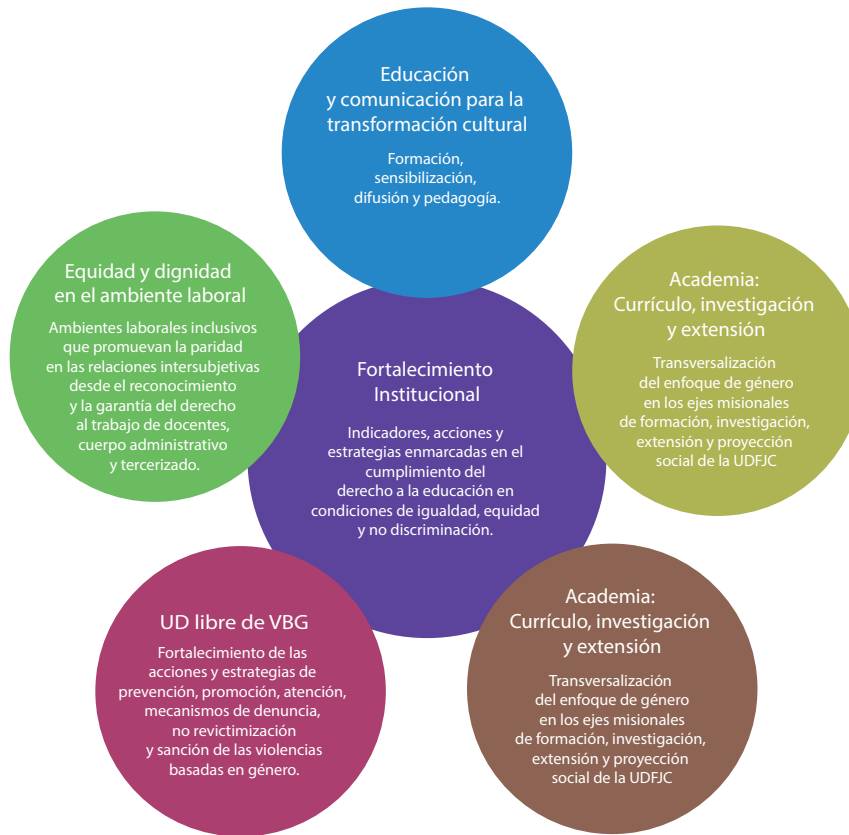 Educación
y comunicación para la
transformación cultural
Formación,
sensibilización,
difusión y pedagogía.
Equidad y dignidad
en el ambiente laboral
Ambientes laborales inclusivos
que promuevan la paridad
en las relaciones intersubjetivas
desde el reconocimiento
y la garantía del derecho
al trabajo de docentes,
cuerpo administrativo
y tercerizado.
Academia:
Currículo, investigación
y extensión
Transversalización
del enfoque de género
en los ejes misionales
de formación, investigación,
extensión y proyección
social de la UDFJC
Fortalecimiento
Institucional
Indicadores, acciones y
estrategias enmarcadas en el
cumplimiento del
derecho a la educación en
condiciones de igualdad, equidad
y no discriminación.
UD libre de VBG
Fortalecimiento de las
acciones y estrategias de
prevención, promoción, atención,
mecanismos de denuncia,
no revictimización
y sanción de las violencias
basadas en género.
Academia:
Currículo, investigación
y extensión
Transversalización
del enfoque de género
en los ejes misionales
de formación, investigación,
extensión y proyección
social de la UDFJC